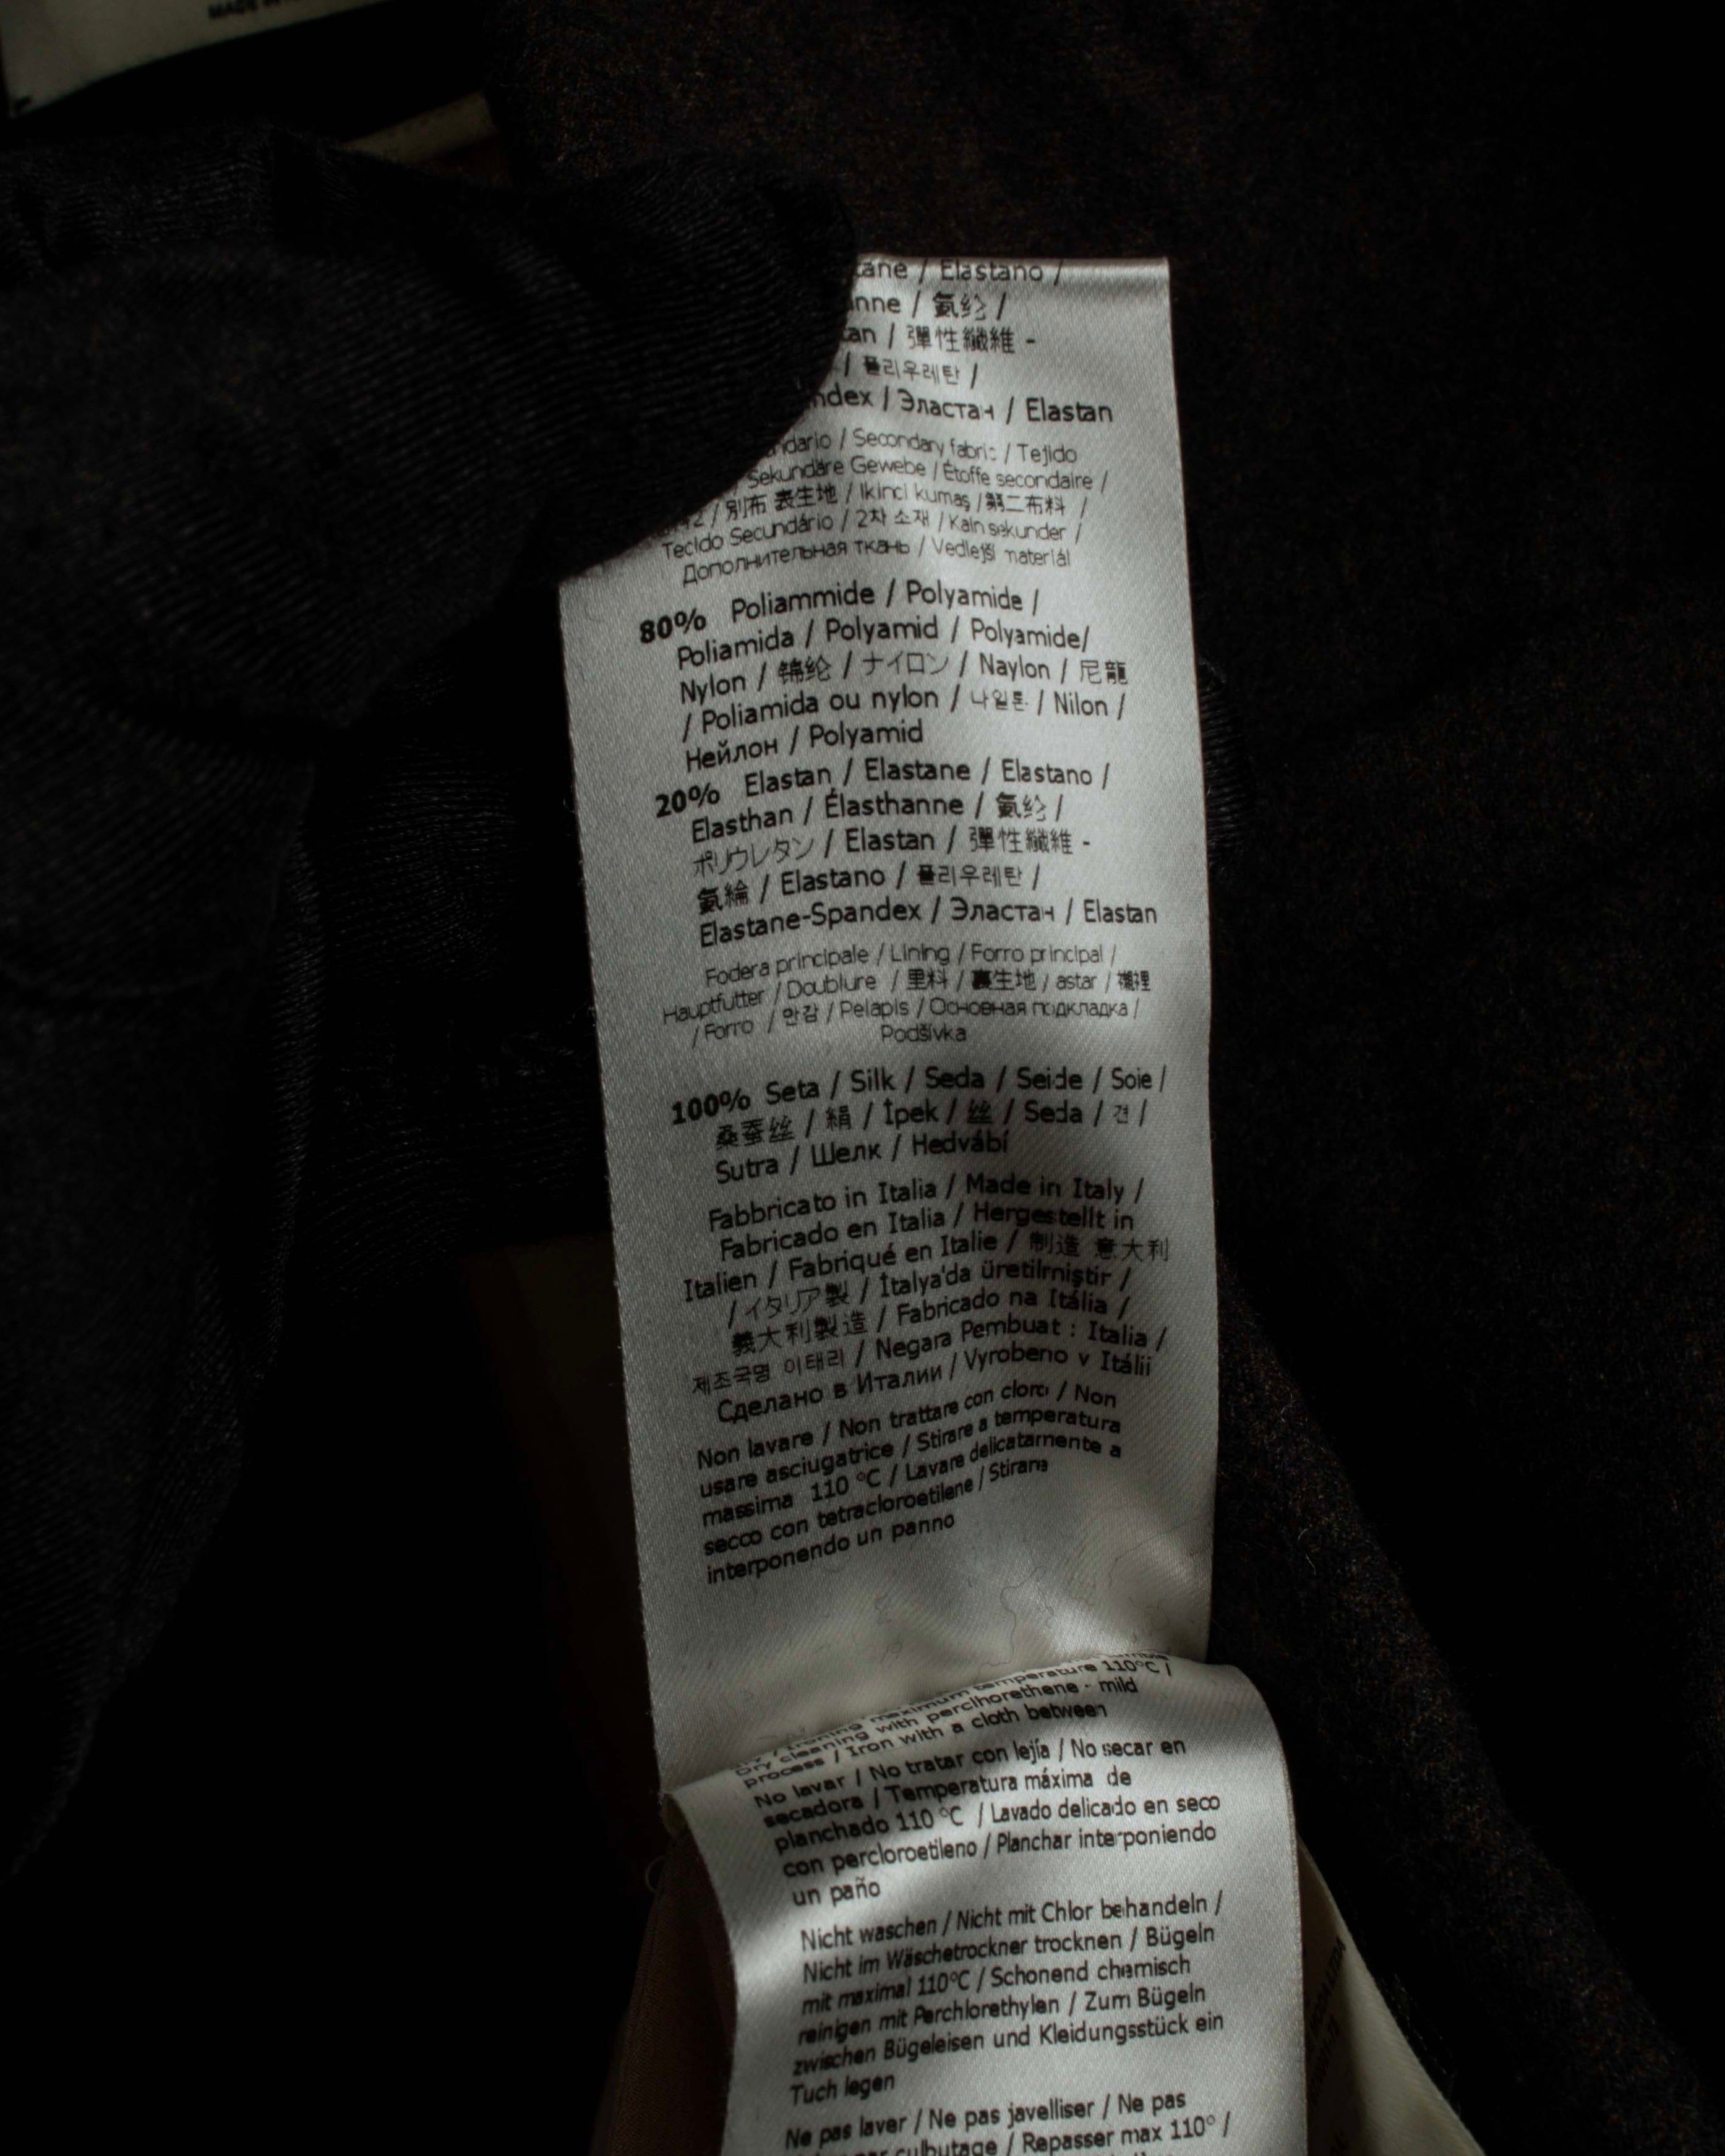 MADE IN
/ Elastano /
/ 氨纶 /
/ 彈性纖維 -
/ 폴리우레탄 /
/ Эластан / Elastan
/ Secondary fabric / Tejido
Sekundäre Gewebe / Étoffe secondaire /
/ 別布 表生地 / Ikinci kumaş / 第二布料 /
Tecido Secundário / 2차 소재 / Kain sekunder /
Дополнительная ткань / Vedlejší materiál
80% Poliammide / Polyamide /
Poliamida / Polyamid / Polyamide/
Nylon / 锦纶 / ナイロン / Naylon / 尼龍
/ Poliamida ou nylon / 나일론 / Nilon /
Нейлон / Polyamid
20% Elastan / Elastane / Elastano /
Elasthan / Élasthanne / 氨纶 /
ポリウレタン / Elastan / 彈性纖維 -
氨綸 / Elastano / 폴리우레탄 /
Elastane-Spandex / Эластан / Elastan
Fodera principale / Lining / Forro principal /
Hauptfutter / Doublure / 里料 / 裏生地 / astar / 襯裡
/ Forro / 안감 / Pelapis / Основная подкладка /
Podšívka
100% Seta / Silk / Seda / Seide / Soie /
桑蚕丝 / 絹 / İpek / 丝 / Seda / 견 /
Sutra / Шелк / Hedvábí
Fabbricato in Italia / Made in Italy /
Fabricado en Italia / Hergestellt in
Italien / Fabriqué en Italie / 制造 意大利
/ イタリア製 / İtalya'da üretilmiştir /
義大利製造 / Fabricado na Itália /
제조국명 이태리 / Negara Pembuat : Italia /
Сделано в Италии / Vyrobeno v Itálii
Non lavare / Non trattare con cloro / Non
usare asciugatrice / Stirare a temperatura
massima 110 °C / Lavare delicatamente a
secco con tetracloroetilene / Stirare
interponendo un panno
/ Ironing maximum temperature 110°C /
Dry cleaning with perclhorethene - mild
process / Iron with a cloth between
No lavar / No tratar con lejía / No secar en
secadora / Temperatura máxima de
planchado 110 °C / Lavado delicado en seco
con percloroetileno / Planchar interponiendo
un paño
Nicht waschen / Nicht mit Chlor behandeln /
Nicht im Wäschetrockner trocknen / Bügeln
mit maximal 110°C / Schonend chemisch
reinigen mit Perchlorethylen / Zum Bügeln
zwischen Bügeleisen und Kleidungsstück ein
Tuch legen
Ne pas laver / Ne pas javelliser / Ne pas
par culbutage / Repasser max 110° /